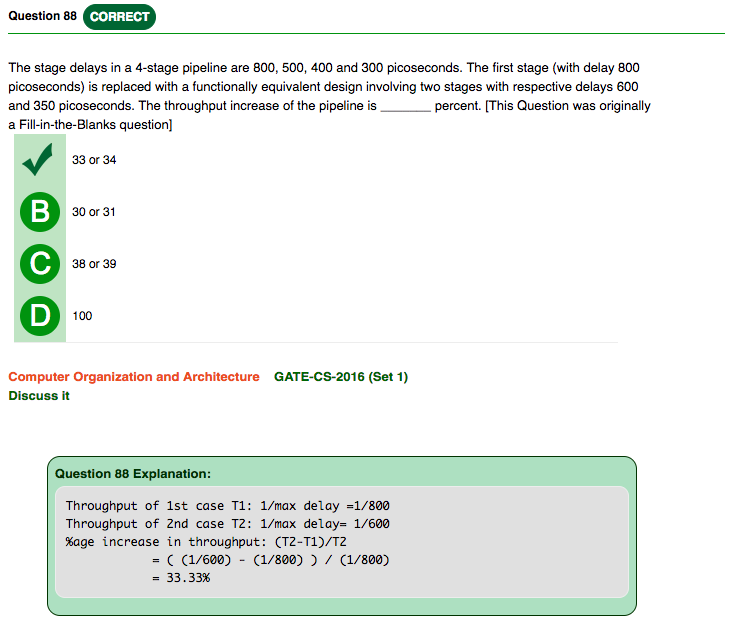 Question 88 CORRECT
The stage delays in a 4-stage pipeline are 800, 500, 400 and 300 picoseconds. The first stage (with delay 800
picoseconds) is replaced with a functionally equivalent design involving two stages with respective delays 600
and 350 picoseconds. The throughput increase of the pipeline is ________ percent. [This Question was originally
a Fill-in-the-Blanks question]
33 or 34
B 30 or 31
C 38 or 39
D 100
Computer Organization and Architecture GATE-CS-2016 (Set 1)
Discuss it
Question 88 Explanation:
Throughput of 1st case T1: 1/max delay =1/800
Throughput of 2nd case T2: 1/max delay= 1/600
%age increase in throughput: (T2-T1)/T2
= ( (1/600) - (1/800) ) / (1/800)
= 33.33%